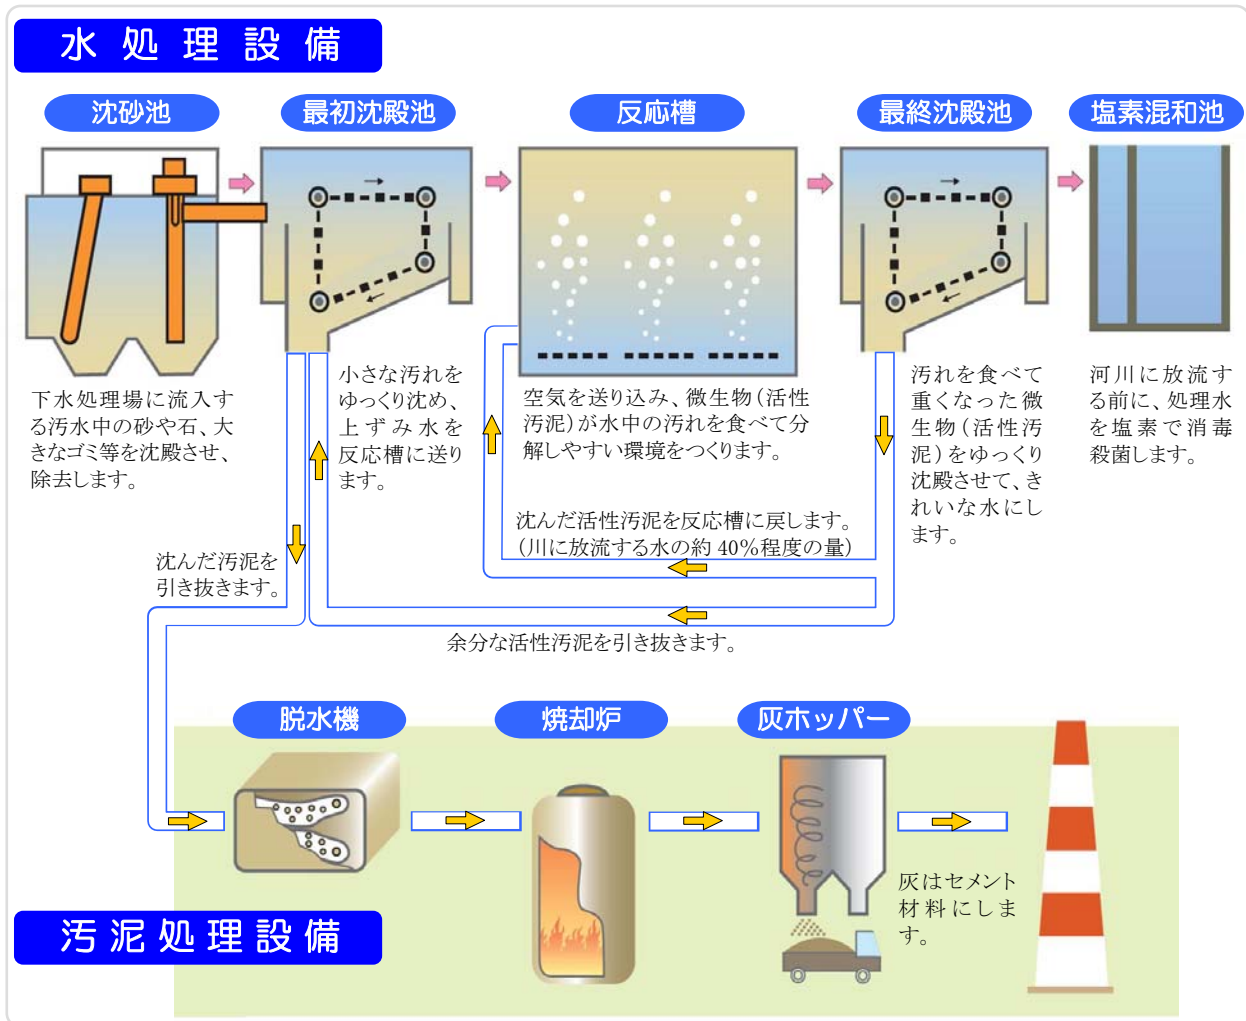 水処理設備
沈砂池
最初沈殿池
反応槽
最終沈殿池
塩素混和池
下水処理場に流入す
る汚水中の砂や石、大
きなゴミ等を沈殿させ、
除去します。
小さな汚れを
ゆっくり沈め、
上ずみ水を
反応槽に送り
ます。
空気を送り込み、微生物(活性
汚泥)が水中の汚れを食べて分
解しやすい環境をつくります。
汚れを食べて
重くなった微
生物(活性汚
泥)をゆっくり
沈殿させて、き
れいな水にし
ます。
河川に放流す
る前に、処理水
を塩素で消毒
殺菌します。
沈んだ活性汚泥を反応槽に戻します。
(川に放流する水の約 40%程度の量)
沈んだ汚泥を
引き抜きます。
余分な活性汚泥を引き抜きます。
脱水機
焼却炉
灰ホッパー
灰はセメント
材料にしま
す。
汚泥処理設備